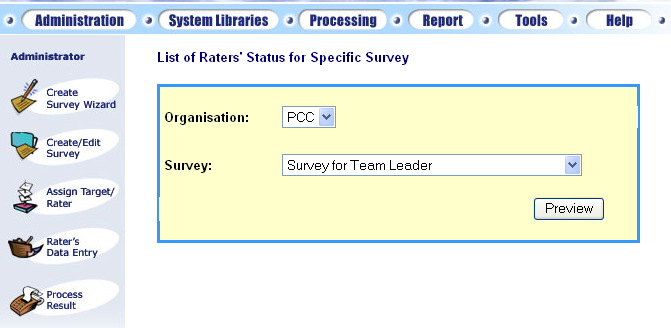 Administration System Libraries Processing Report Tools Help
Administrator
Create
Survey Wizard
Create/Edit
Survey
Assign Target/
Rater
Rater's
Data Entry
Process
Result
List of Raters' Status for Specific Survey
Organisation: PCC
Survey: Survey for Team Leader
Preview